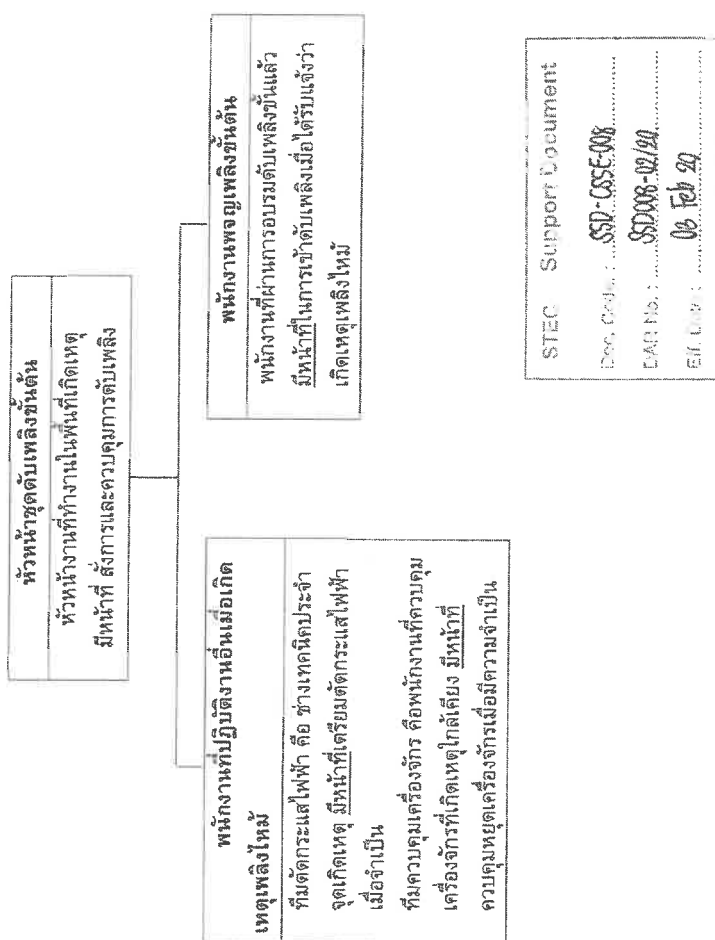 หัวหน้าชุดดับเพลิงขั้นต้น
หัวหน้างานที่ทำงานในพื้นที่เกิดเหตุ
มีหน้าที่ สั่งการและควบคุมการดับเพลิง
พนักงานที่ปฏิบัติงานอื่นเมื่อเกิด
เหตุเพลิงไหม้
ทีมตัดกระแสไฟฟ้า คือ ช่างเทคนิคประจำ
จุดเกิดเหตุ มีหน้าที่เตรียมตัดกระแสไฟฟ้า
เมื่อจำเป็น
ทีมควบคุมเครื่องจักร คือพนักงานที่ควบคุม
เครื่องจักรที่เกิดเหตุใกล้เคียง มีหน้าที่
ควบคุมหยุดเครื่องจักรเมื่อมีความจำเป็น
พนักงานพจญเพลิงขั้นต้น
พนักงานที่ผ่านการอบรมดับเพลิงขั้นแล้ว
มีหน้าที่ในการเข้าดับเพลิงเมื่อได้รับแจ้งว่า
เกิดเหตุเพลิงไหม้
STEC Support Document
Doc. Code : SSD-CSSE-008
DAR No. : SSD008-02/20
Eff. Date : 06 Feb 20